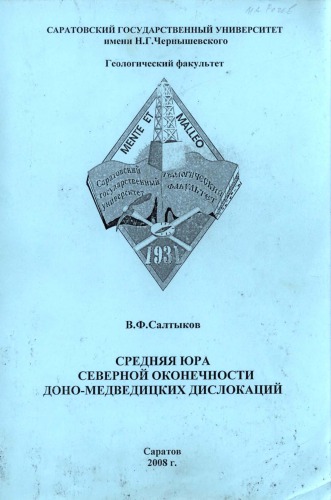 САРАТОВСКИЙ ГОСУДАРСТВЕННЫЙ УНИВЕРСИТЕТ
имени Н.Г.Чернышевского
Геологический факультет
MENTE ET MALLEO
Саратовский
государственный
университет
геологический
факультет
1931
В.Ф.Салтыков
СРЕДНЯЯ ЮРА
СЕВЕРНОЙ ОКОНЕЧНОСТИ
ДОНО-МЕДВЕДИЦКИХ ДИСЛОКАЦИЙ
Саратов
2008 г.